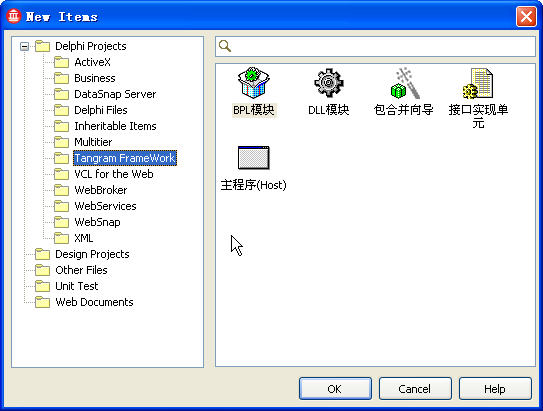 New Items
Delphi Projects
ActiveX
Business
DataSnap Server
Delphi Files
Inheritable Items
Multitier
Tangram FrameWork
VCL for the Web
WebBroker
WebServices
WebSnap
XML
Design Projects
Other Files
Unit Test
Web Documents
BPL模块
DLL模块
包合并向导
接口实现单
元
主程序(Host)
OK
Cancel
Help